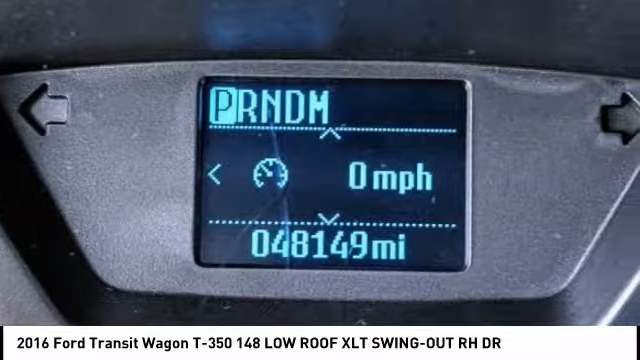 PRNDM
0 mph
048149mi
2016 Ford Transit Wagon T-350 148 LOW ROOF XLT SWING-OUT RH DR